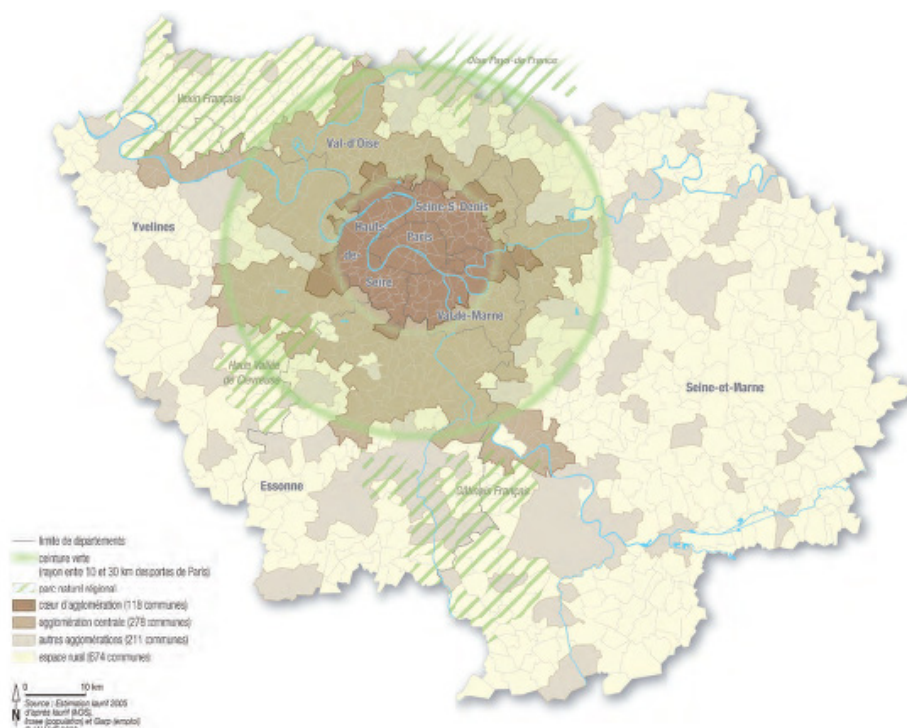 Oise Pays-de-France
Vexin Français
Val-d'Oise
Seine-St-Denis
Yvelines
Hauts-
Paris
-de-
Seine
Val-de-Marne
Haute Vallée
de Chevreuse
Seine-et-Marne
Essonne
Gâtinais Français
limite de départements
ceinture verte
(rayon entre 10 et 30 km des portes de Paris)
parc naturel régional
cœur d'agglomération (118 communes)
agglomération centrale (278 communes)
autres agglomérations (211 communes)
espace rural (674 communes)
0 10 km
N
Source : Estimation Iaurif 2005
d'après Iaurif (MOS),
Insee (population) et Garp (emploi)